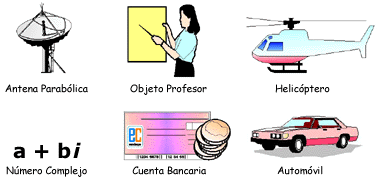 Antena Parabólica
Objeto Profesor
Helicóptero
a + bi
Número Complejo
Cuenta Bancaria
Automóvil